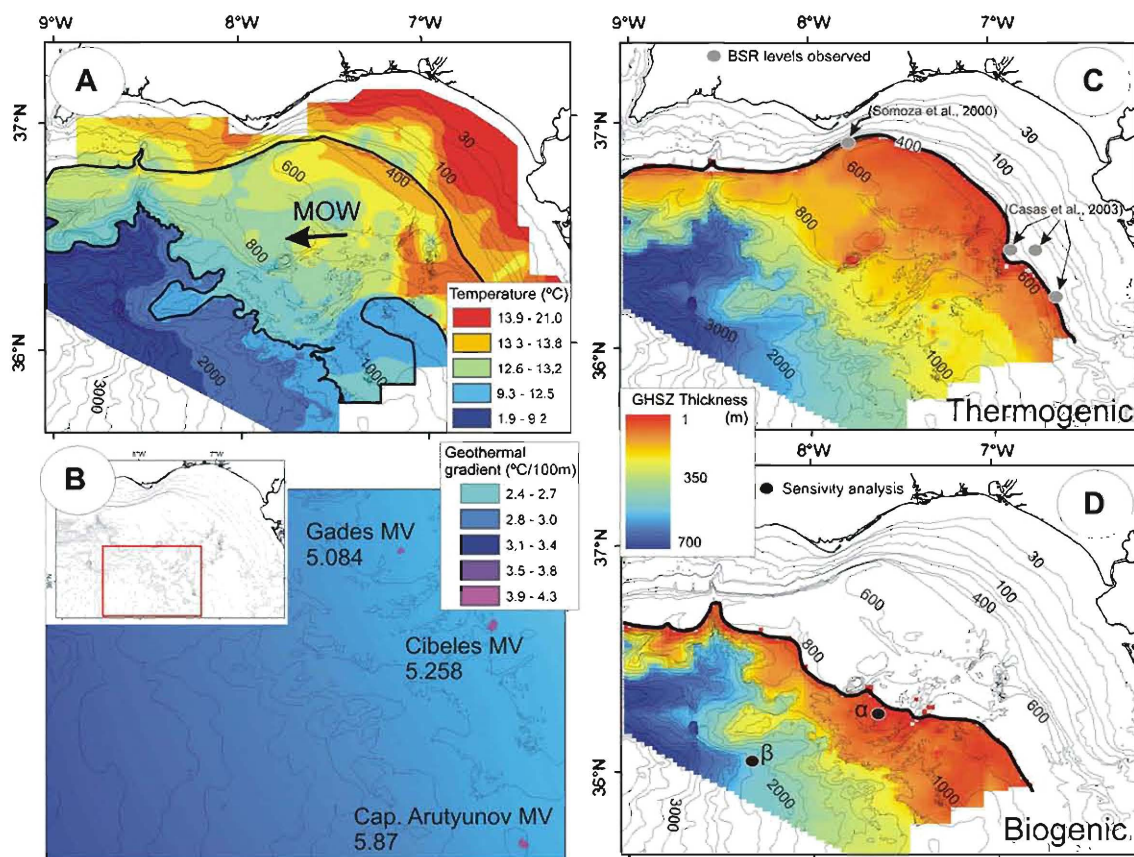 9°W
8°W
7°W
A
37°N
36°N
30
100
400
600
800
1000
2000
3000
MOW
Temperature (ºC)
13.9 - 21.0
13.3 - 13.8
12.6 - 13.2
9.3 - 12.5
1.9 - 9 2
B
Geothermal
gradient (ºC/100m)
2.4 - 2.7
2.8 - 3.0
3.1 - 3.4
3.5 - 3.8
3.9 - 4.3
Gades MV
5.084
Cibeles MV
5.258
Cap. Arutyunov MV
5.87
9°W
8°W
7°W
BSR levels observed
C
(Somoza et al., 2000)
(Casas et al., 2003)
37°N
36°N
30
100
400
600
600
800
1000
2000
3000
Thermogenic
GHSZ Thickness
(m)
1
350
700
8°W
7°W
Sensivity analysis
D
37°N
36°N
30
100
400
600
600
800
1000
2000
3000
α
β
Biogenic